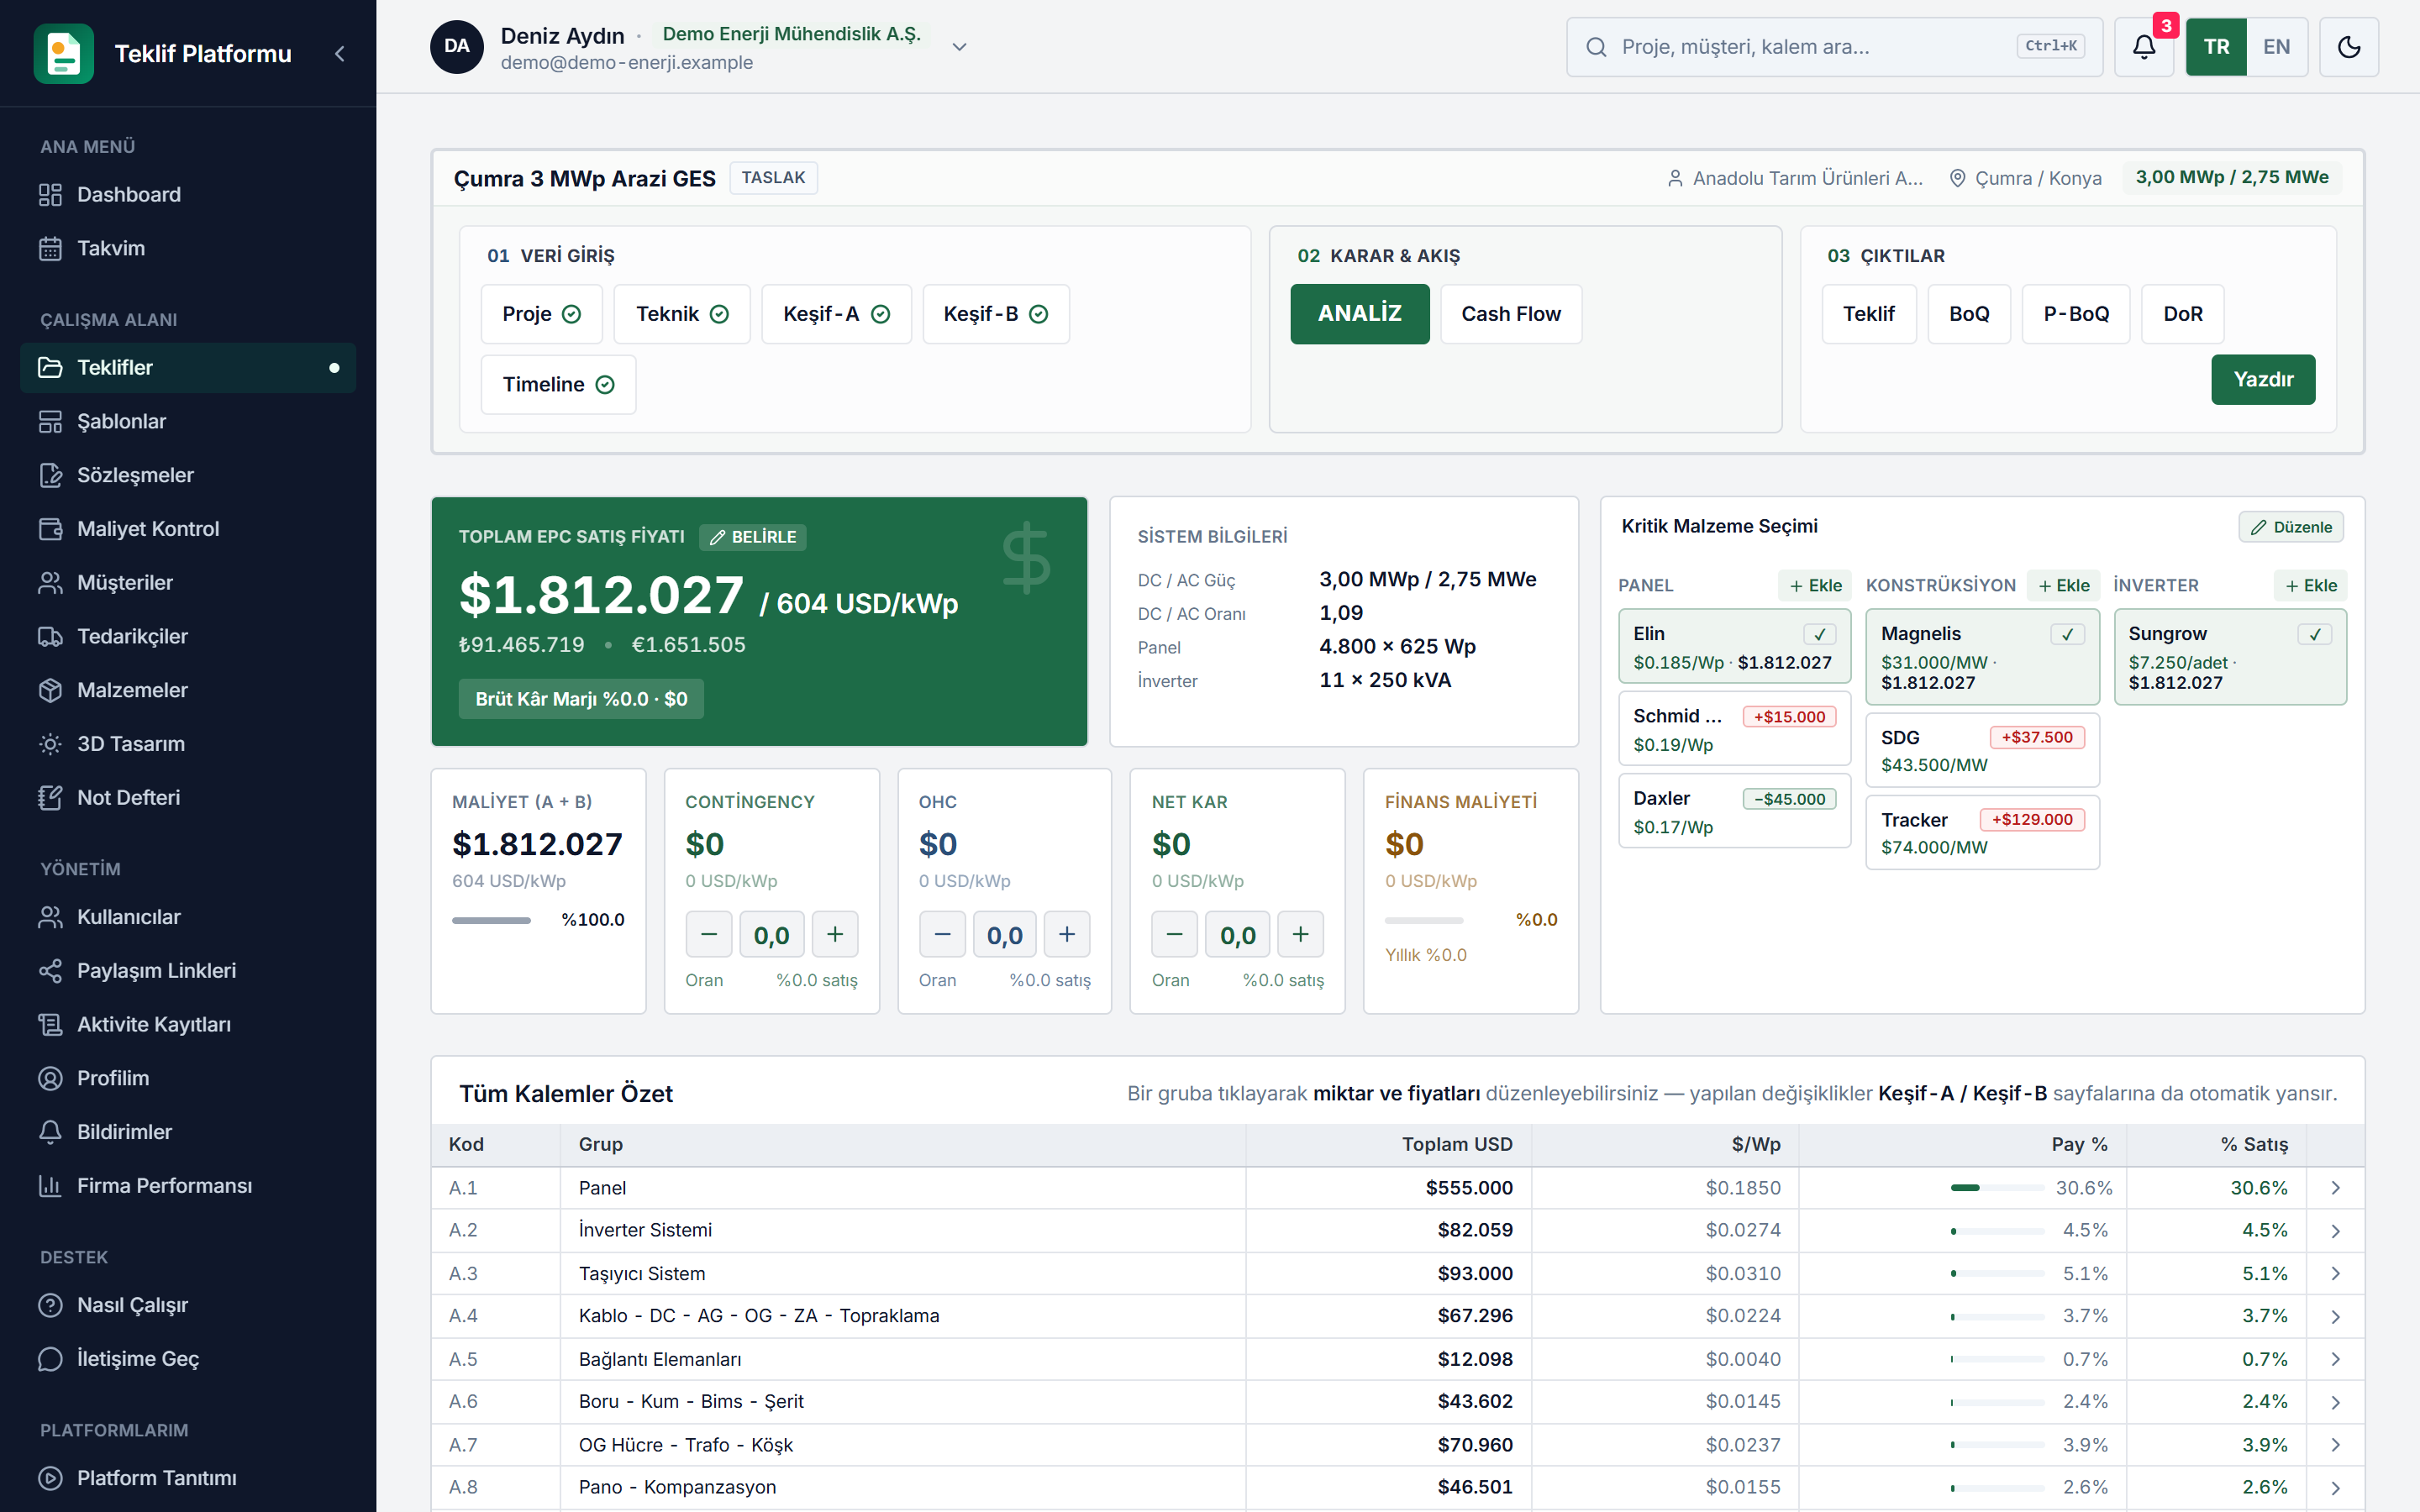 Teklif Platformu
ANA MENÜ
Dashboard
Takvim
ÇALIŞMA ALANI
Teklifler
Şablonlar
Sözleşmeler
Maliyet Kontrol
Müşteriler
Tedarikçiler
Malzemeler
3D Tasarım
Not Defteri
YÖNETİM
Kullanıcılar
Paylaşım Linkleri
Aktivite Kayıtları
Profilim
Bildirimler
Firma Performansı
DESTEK
Nasıl Çalışır
İletişime Geç
PLATFORMLARIM
Platform Tanıtımı
DA
Deniz Aydın · Demo Enerji Mühendislik A.Ş.
demo@demo-enerji.example
Proje, müşteri, kalem ara... Ctrl+K
3
TR EN
Çumra 3 MWp Arazi GES TASLAK
Anadolu Tarım Ürünleri A... Çumra / Konya 3,00 MWp / 2,75 MWe
01 VERİ GİRİŞ
Proje Teknik Keşif-A Keşif-B
Timeline
02 KARAR & AKIŞ
ANALİZ Cash Flow
03 ÇIKTILAR
Teklif BoQ P-BoQ DoR
Yazdır
TOPLAM EPC SATIŞ FİYATI BELİRLE
$1.812.027 / 604 USD/kWp
₺91.465.719 • €1.651.505
Brüt Kâr Marjı %0.0 · $0
$
SİSTEM BİLGİLERİ
DC / AC Güç 3,00 MWp / 2,75 MWe
DC / AC Oranı 1,09
Panel 4.800 × 625 Wp
İnverter 11 × 250 kVA
Kritik Malzeme Seçimi Düzenle
PANEL + Ekle
Elin ✓
$0.185/Wp · $1.812.027
Schmid ... +$15.000
$0.19/Wp
Daxler −$45.000
$0.17/Wp
KONSTRÜKSİYON + Ekle
Magnelis ✓
$31.000/MW ·
$1.812.027
SDG +$37.500
$43.500/MW
Tracker +$129.000
$74.000/MW
İNVERTER + Ekle
Sungrow ✓
$7.250/adet ·
$1.812.027
MALİYET (A + B)
$1.812.027
604 USD/kWp
%100.0
CONTİNGENCY
$0
0 USD/kWp
− 0,0 +
Oran %0.0 satış
OHC
$0
0 USD/kWp
− 0,0 +
Oran %0.0 satış
NET KAR
$0
0 USD/kWp
− 0,0 +
Oran %0.0 satış
FİNANS MALİYETİ
$0
0 USD/kWp
%0.0
Yıllık %0.0
Tüm Kalemler Özet
Bir gruba tıklayarak miktar ve fiyatları düzenleyebilirsiniz — yapılan değişiklikler Keşif-A / Keşif-B sayfalarına da otomatik yansır.
Kod Grup Toplam USD $/Wp Pay % % Satış
A.1 Panel $555.000 $0.1850 30.6% 30.6%
A.2 İnverter Sistemi $82.059 $0.0274 4.5% 4.5%
A.3 Taşıyıcı Sistem $93.000 $0.0310 5.1% 5.1%
A.4 Kablo - DC - AG - OG - ZA - Topraklama $67.296 $0.0224 3.7% 3.7%
A.5 Bağlantı Elemanları $12.098 $0.0040 0.7% 0.7%
A.6 Boru - Kum - Bims - Şerit $43.602 $0.0145 2.4% 2.4%
A.7 OG Hücre - Trafo - Köşk $70.960 $0.0237 3.9% 3.9%
A.8 Pano - Kompanzasyon $46.501 $0.0155 2.6% 2.6%